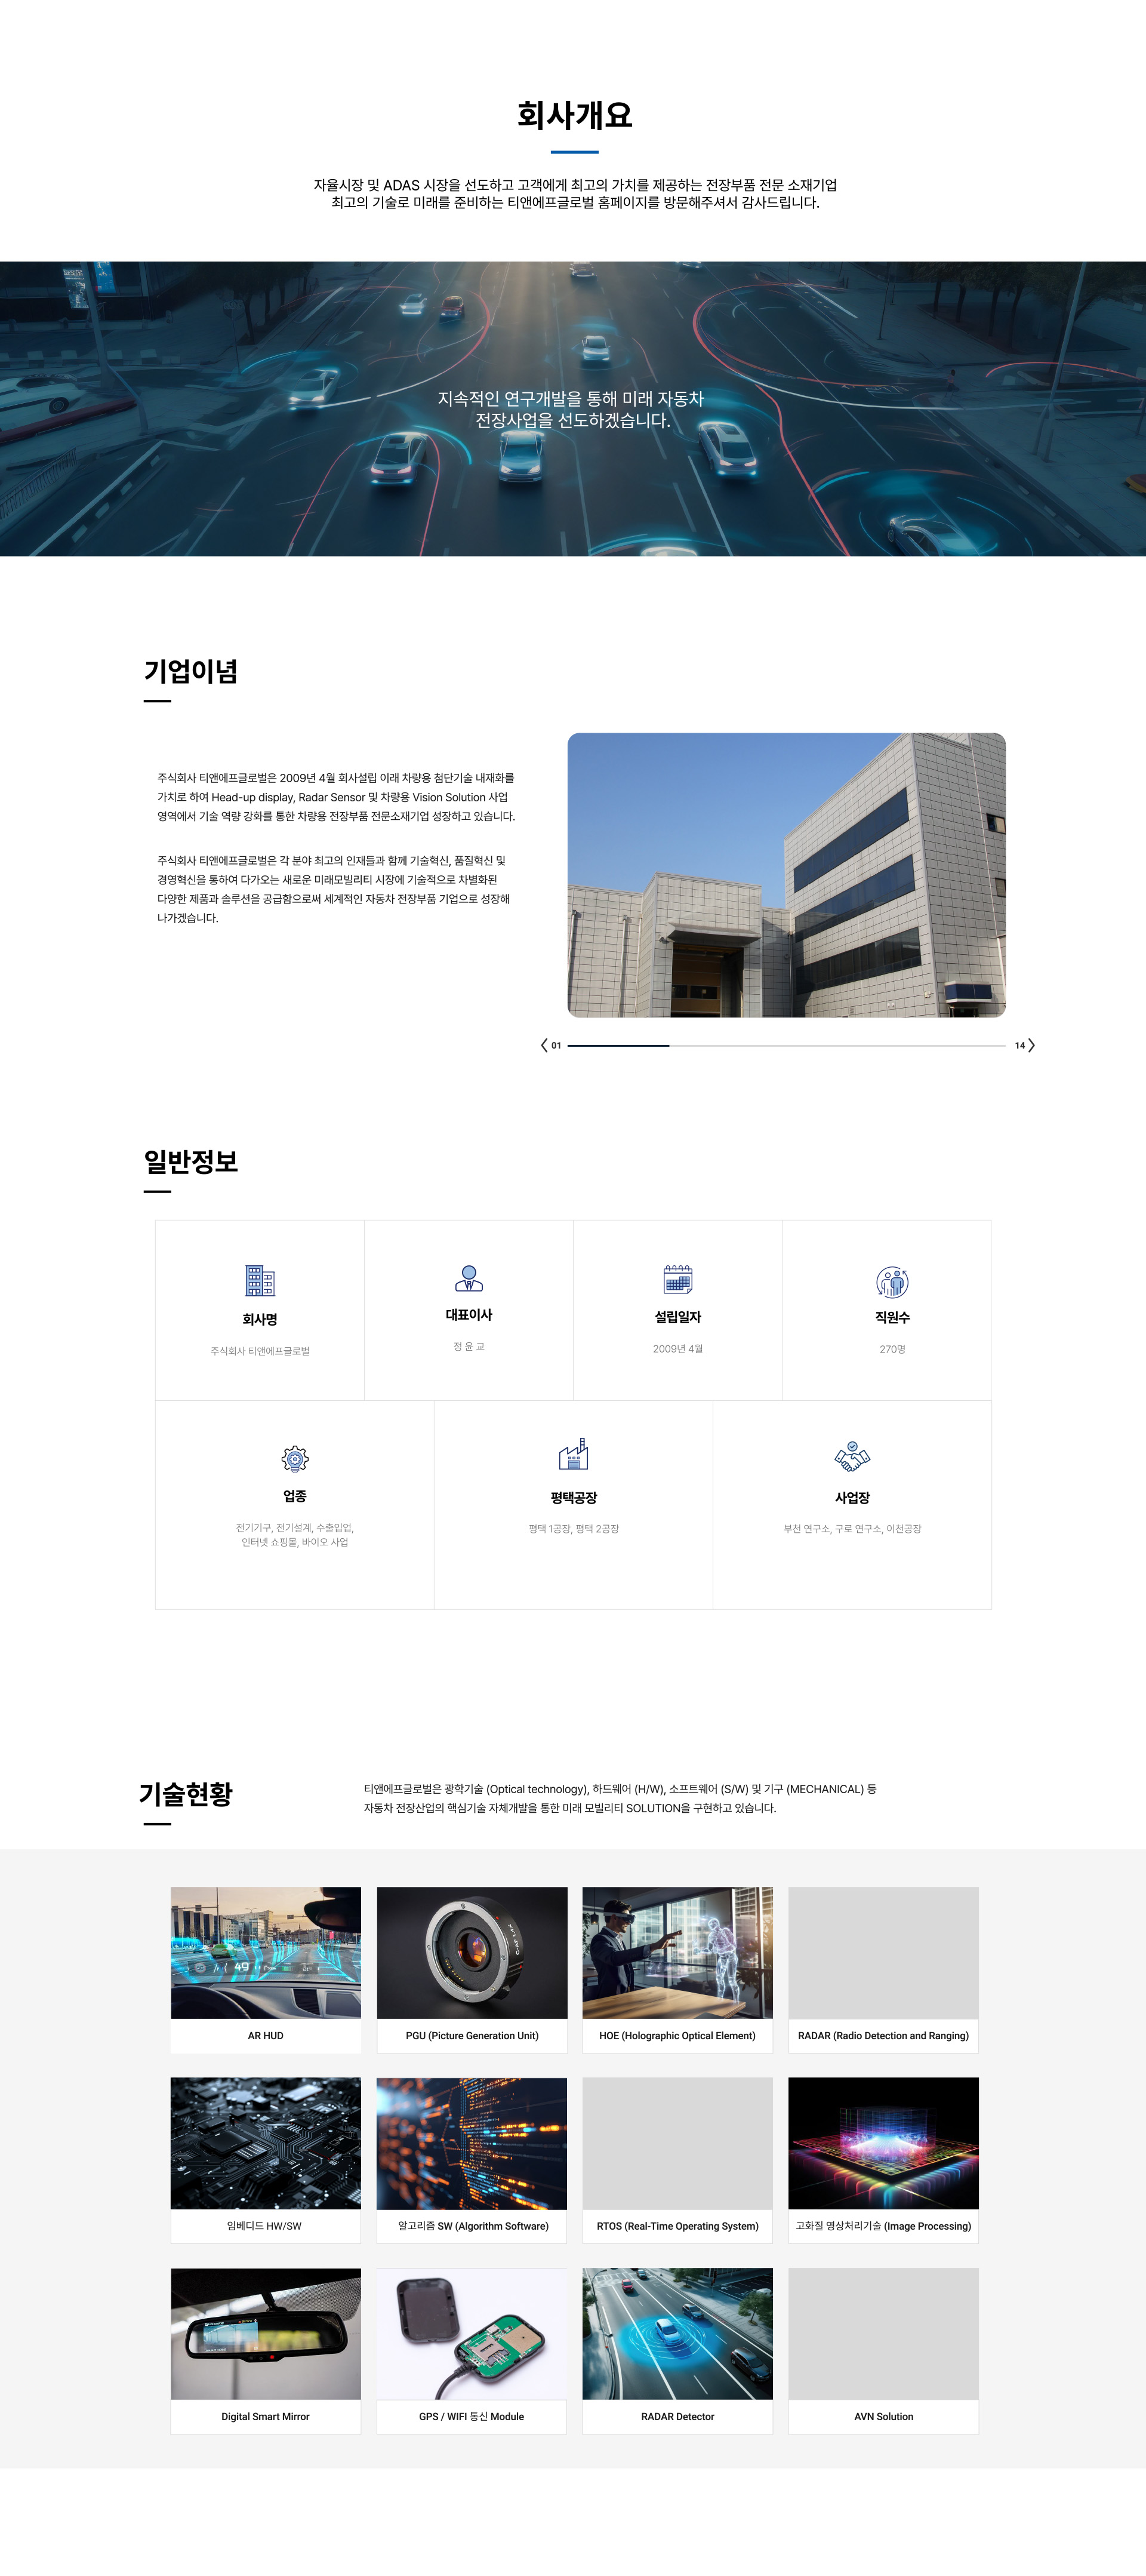 회사개요
자율시장 및 ADAS 시장을 선도하고 고객에게 최고의 가치를 제공하는 전장부품 전문 소재기업
최고의 기술로 미래를 준비하는 티앤에프글로벌 홈페이지를 방문해주셔서 감사드립니다.
지속적인 연구개발을 통해 미래 자동차
전장사업을 선도하겠습니다.
기업이념
주식회사 티앤에프글로벌은 2009년 4월 회사설립 이래 차량용 첨단기술 내재화를
가치로 하여 Head-up display, Radar Sensor 및 차량용 Vision Solution 사업
영역에서 기술 역량 강화를 통한 차량용 전장부품 전문소재기업 성장하고 있습니다.
주식회사 티앤에프글로벌은 각 분야 최고의 인재들과 함께 기술혁신, 품질혁신 및
경영혁신을 통하여 다가오는 새로운 미래모빌리티 시장에 기술적으로 차별화된
다양한 제품과 솔루션을 공급함으로써 세계적인 자동차 전장부품 기업으로 성장해
나가겠습니다.
01
14
일반정보
회사명
주식회사 티앤에프글로벌
대표이사
정 윤 교
설립일자
2009년 4월
직원수
270명
업종
전기기구, 전기설계, 수출입업,
인터넷 쇼핑몰, 바이오 사업
평택공장
평택 1공장, 평택 2공장
사업장
부천 연구소, 구로 연구소, 이천공장
기술현황
티앤에프글로벌은 광학기술 (Optical technology), 하드웨어 (H/W), 소프트웨어 (S/W) 및 기구 (MECHANICAL) 등
자동차 전장산업의 핵심기술 자체개발을 통한 미래 모빌리티 SOLUTION을 구현하고 있습니다.
49
AR HUD
PGU (Picture Generation Unit)
HOE (Holographic Optical Element)
RADAR (Radio Detection and Ranging)
임베디드 HW/SW
알고리즘 SW (Algorithm Software)
RTOS (Real-Time Operating System)
고화질 영상처리기술 (Image Processing)
Digital Smart Mirror
GPS / WIFI 통신 Module
RADAR Detector
AVN Solution